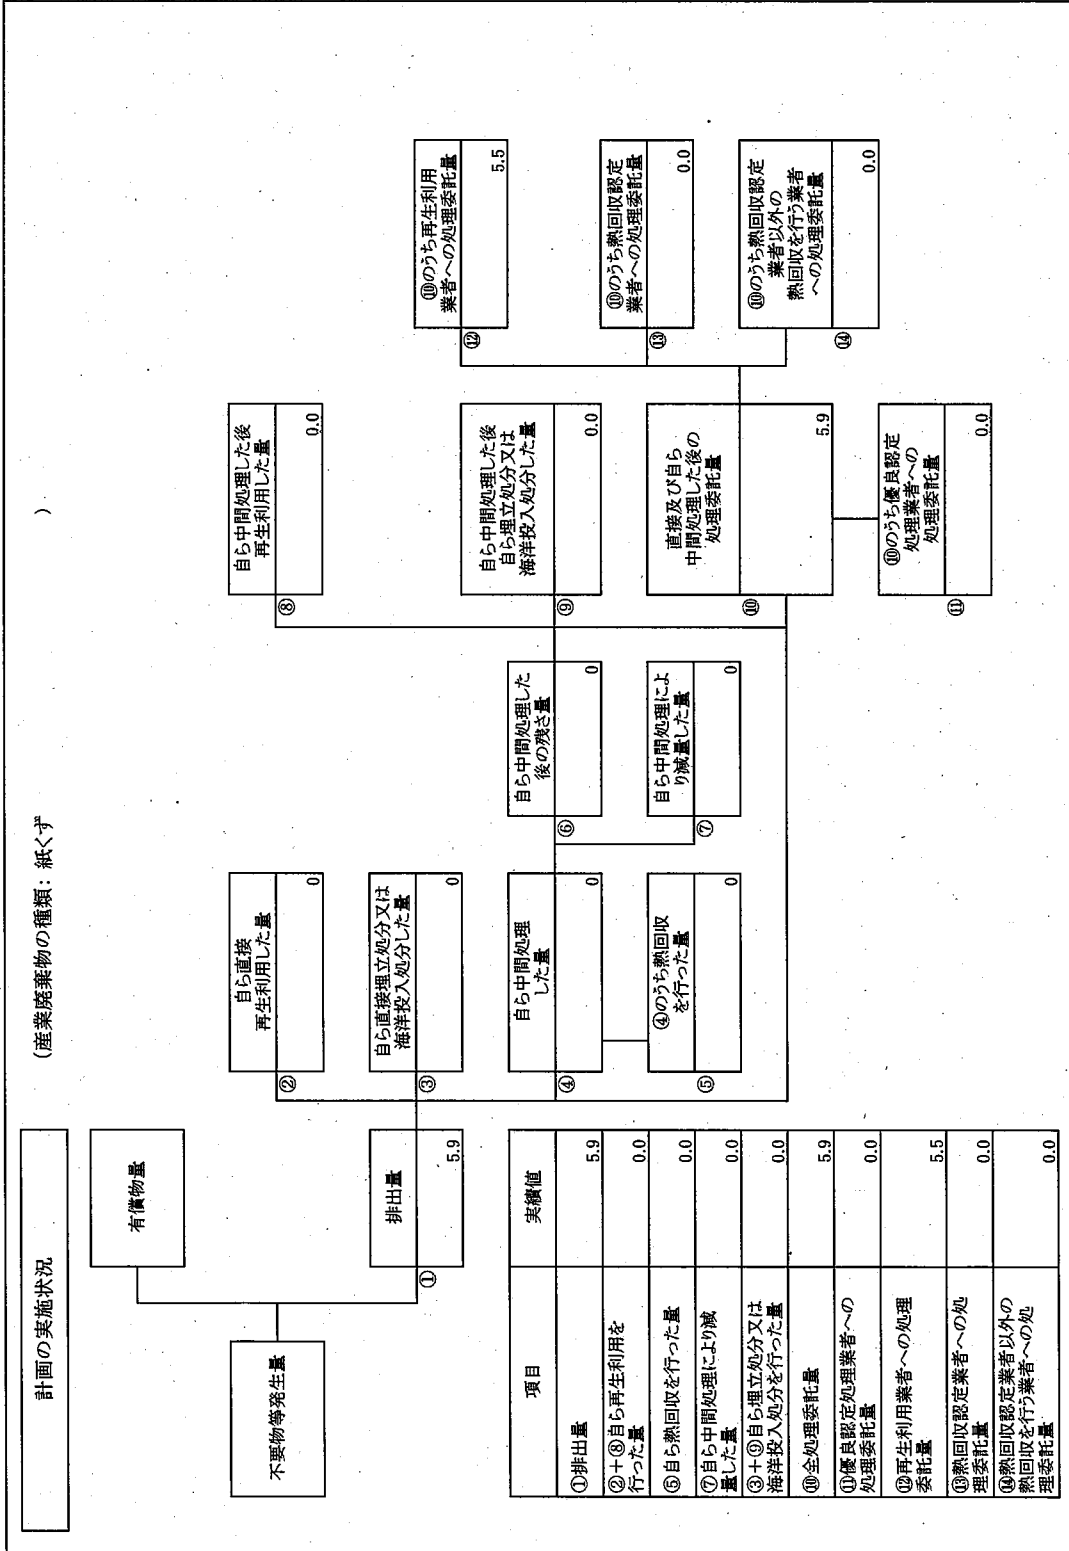 計画の実施状況
(産業廃棄物の種類: 紙くず
)
有償物量
不要物等発生量
①
排出量
5.9
②
自ら直接
再生利用した量
0
③
自ら直接埋立処分又は
海洋投入処分した量
0
④
自ら中間処理
した量
0
⑤
④のうち熱回収
を行った量
0
⑥
自ら中間処理した
後の残さ量
0
⑦
自ら中間処理によ
り減量した量
0
⑧
自ら中間処理した後
再生利用した量
0.0
⑨
自ら中間処理した後
自ら埋立処分又は
海洋投入処分した量
0.0
⑩
直接及び自ら
中間処理した後の
処理委託量
5.9
⑪
⑩のうち優良認定
処理業者への
処理委託量
0.0
⑫
⑩のうち再生利用
業者への処理委託量
5.5
⑬
⑩のうち熱回収認定
業者への処理委託量
0.0
⑭
⑩のうち熱回収認定
業者以外の
熱回収を行う業者
への処理委託量
0.0
項目 実績値
①排出量 5.9
②+⑧自ら再生利用を
行った量 0.0
⑤自ら熱回収を行った量 0.0
⑦自ら中間処理により減
量した量 0.0
③+⑨自ら埋立処分又は
海洋投入処分を行った量 0.0
⑩全処理委託量 5.9
⑪優良認定処理業者への
処理委託量 0.0
⑫再生利用業者への処理
委託量 5.5
⑬熱回収認定業者への処
理委託量 0.0
⑭熱回収認定業者以外の
熱回収を行う業者への処
理委託量 0.0